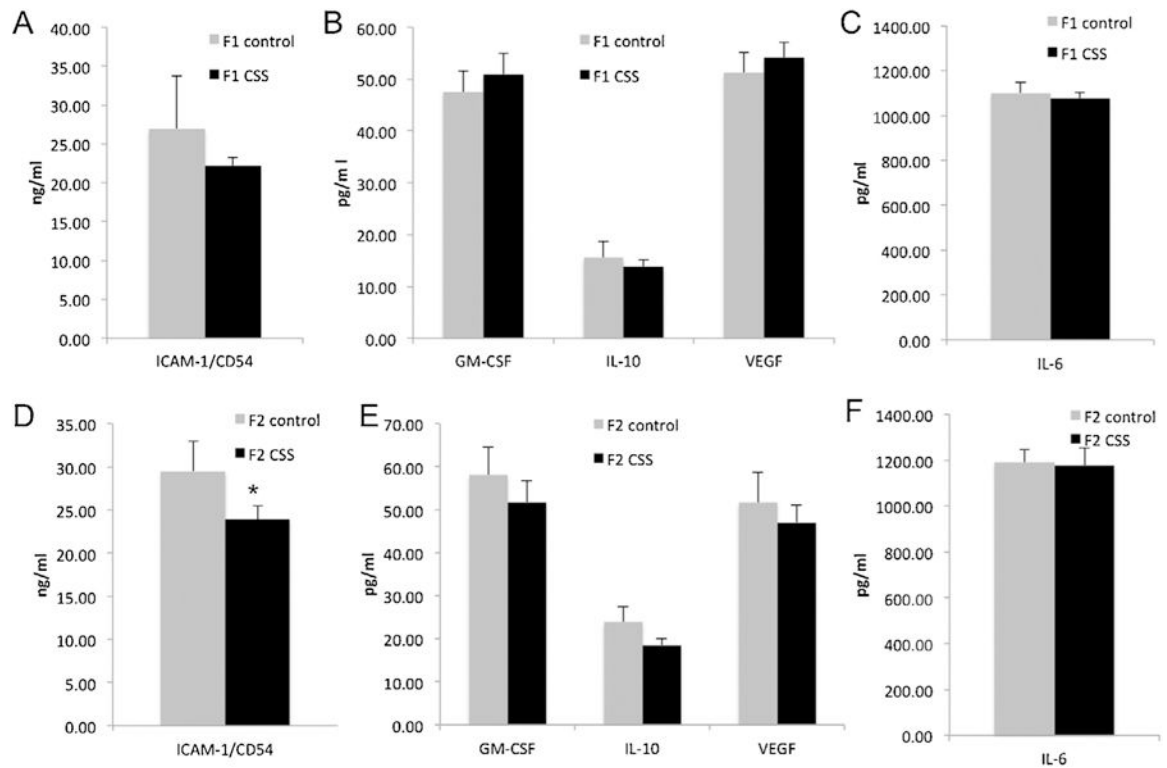 A
40.00
35.00
30.00
25.00
20.00
15.00
10.00
5.00
0.00
ng/ml
F1 control
F1 CSS
ICAM-1/CD54
B
60.00
50.00
40.00
30.00
20.00
10.00
0.00
pg/m l
F1 control
F1 CSS
GM-CSF IL-10 VEGF
C
1400.00
1200.00
1000.00
800.00
600.00
400.00
200.00
0.00
pg/ml
F1 control
F1 CSS
IL-6
D
35.00
30.00
25.00
20.00
15.00
10.00
5.00
0.00
ng/ml
F2 control
F2 CSS
*
ICAM-1/CD54
E
70.00
60.00
50.00
40.00
30.00
20.00
10.00
0.00
pg/ml
F2 control
F2 CSS
GM-CSF IL-10 VEGF
F
1400.00
1200.00
1000.00
800.00
600.00
400.00
200.00
0.00
pg/ml
F2 control
F2 CSS
IL-6